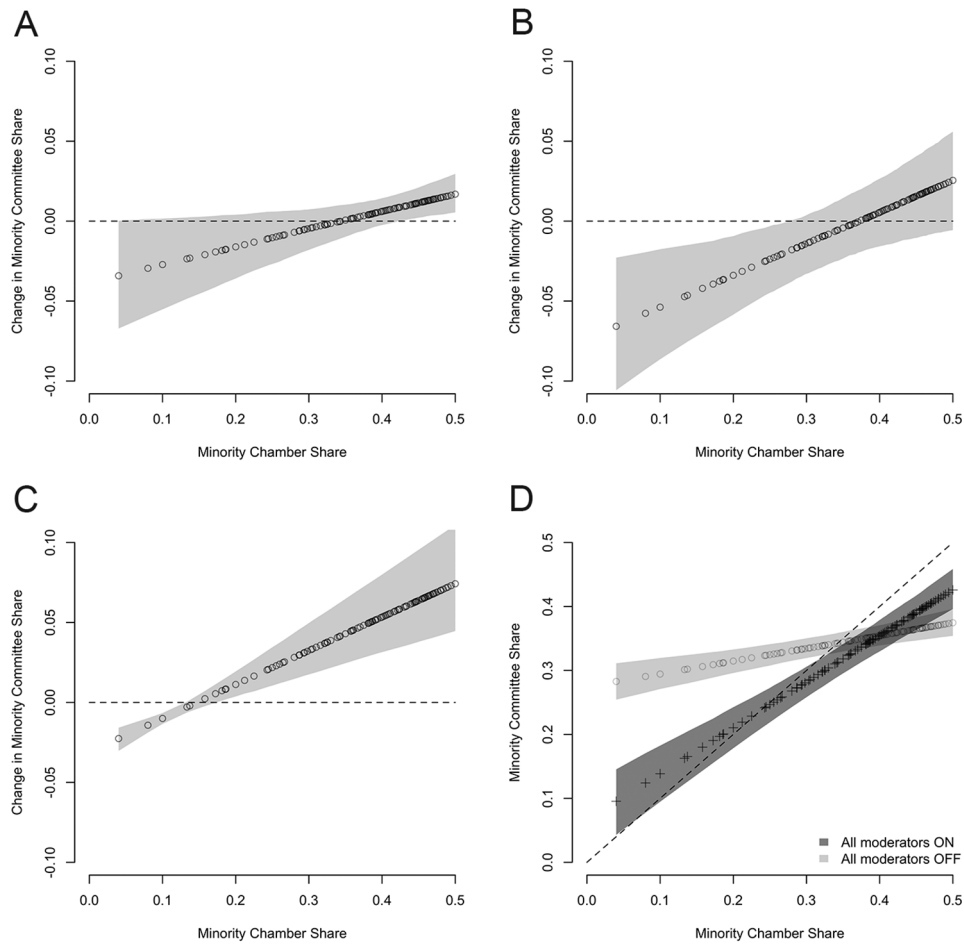 A
0.10
0.05
0.00
-0.05
-0.10
Change in Minority Committee Share
0.0 0.1 0.2 0.3 0.4 0.5
Minority Chamber Share
B
0.10
0.05
0.00
-0.05
-0.10
Change in Minority Committee Share
0.0 0.1 0.2 0.3 0.4 0.5
Minority Chamber Share
C
0.10
0.05
0.00
-0.05
-0.10
Change in Minority Committee Share
0.0 0.1 0.2 0.3 0.4 0.5
Minority Chamber Share
D
0.5
0.4
0.3
0.2
0.1
0.0
Minority Committee Share
All moderators ON
All moderators OFF
0.0 0.1 0.2 0.3 0.4 0.5
Minority Chamber Share